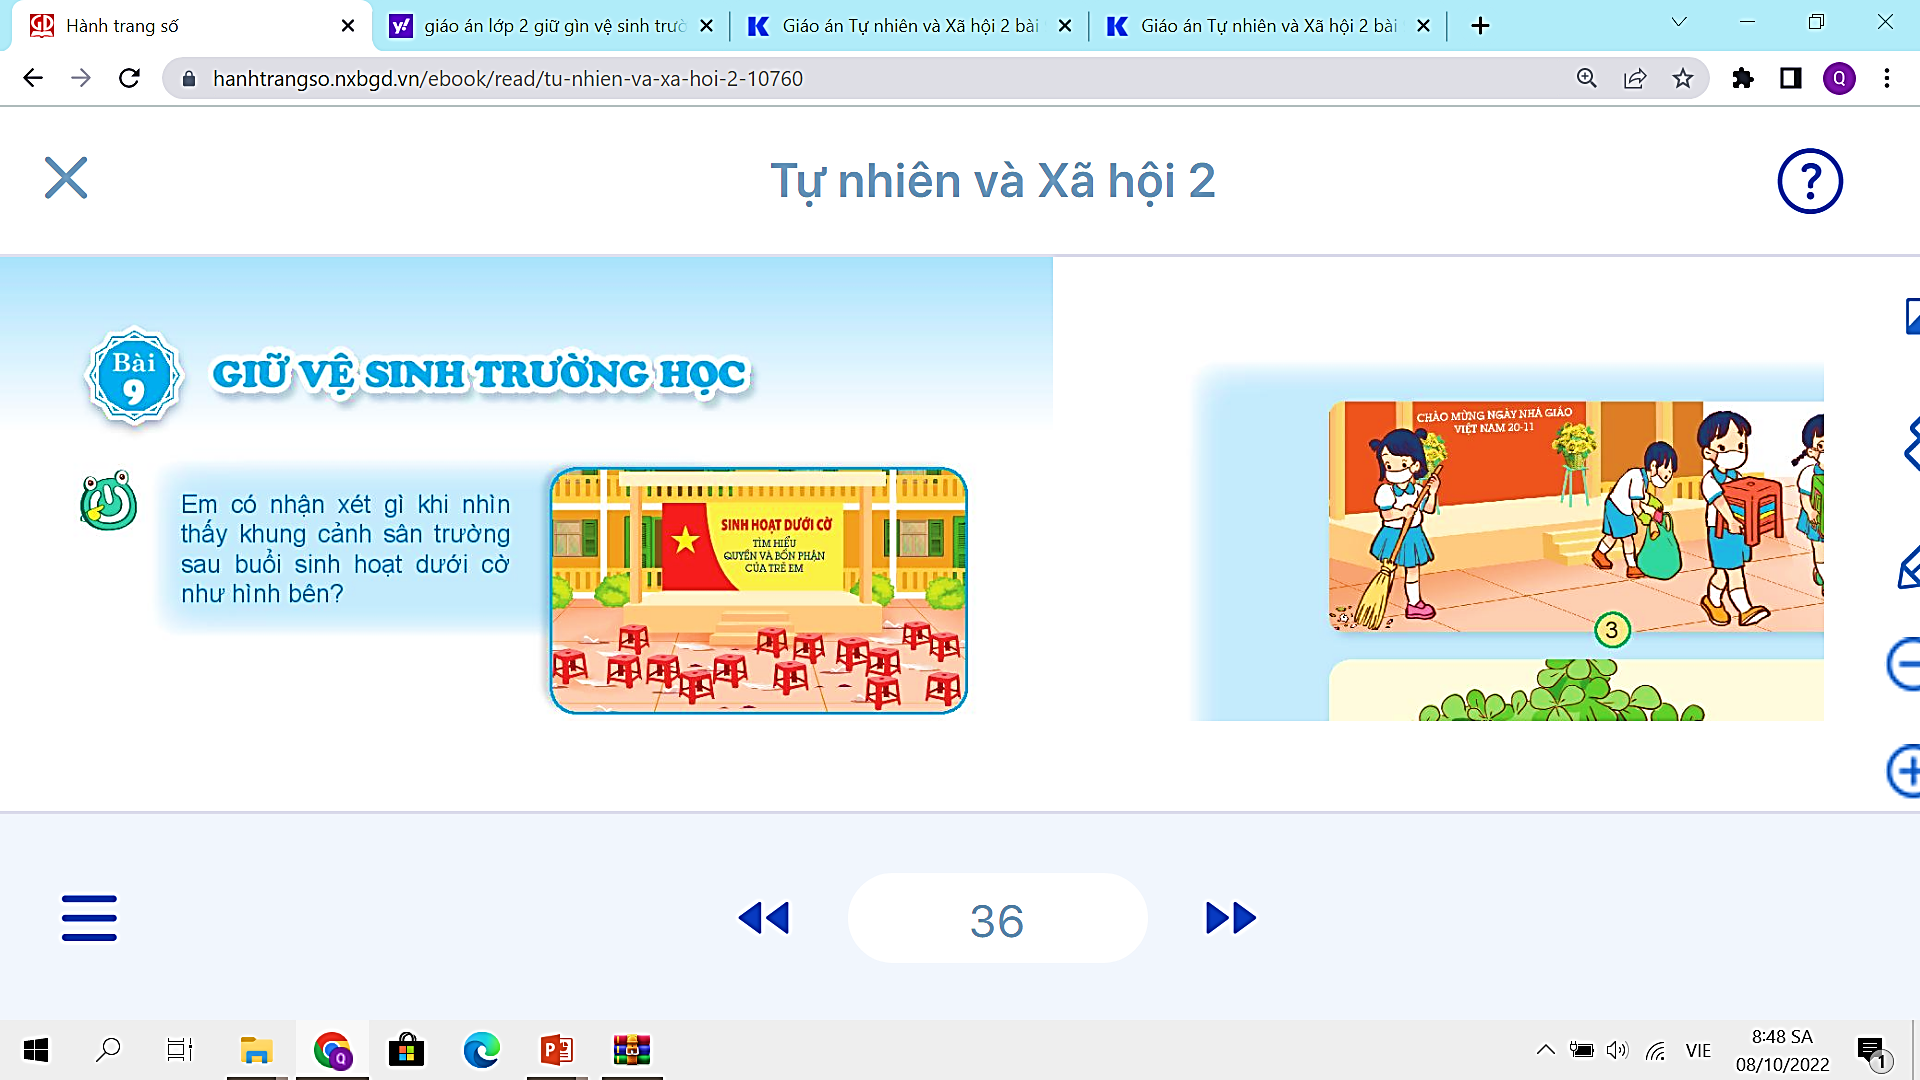 Hành trang số
giáo án lớp 2 giữ gìn vệ sinh trườ
Giáo án Tự nhiên và Xã hội 2 bài
Giáo án Tự nhiên và Xã hội 2 bài
hanhtrangso.nxbgd.vn/ebook/read/tu-nhien-va-xa-hoi-2-10760
Q
Tự nhiên và Xã hội 2
?
Bài
9
GIỮ VỆ SINH TRƯỜNG HỌC
Em có nhận xét gì khi nhìn
thấy khung cảnh sân trường
sau buổi sinh hoạt dưới cờ
như hình bên?
SINH HOẠT DƯỚI CỜ
TÌM HIỂU
QUYỀN VÀ BỔN PHẬN
CỦA TRẺ EM
CHÀO MỪNG NGÀY NHÀ GIÁO
VIỆT NAM 20-11
3
36
VIE
8:48 SA
08/10/2022
1